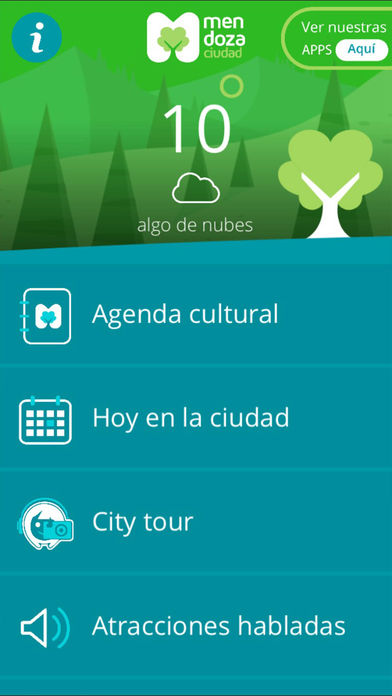 i
men
doza
ciudad
Ver nuestras
APPS Aquí
10°
algo de nubes
Agenda cultural
Hoy en la ciudad
City tour
Atracciones habladas